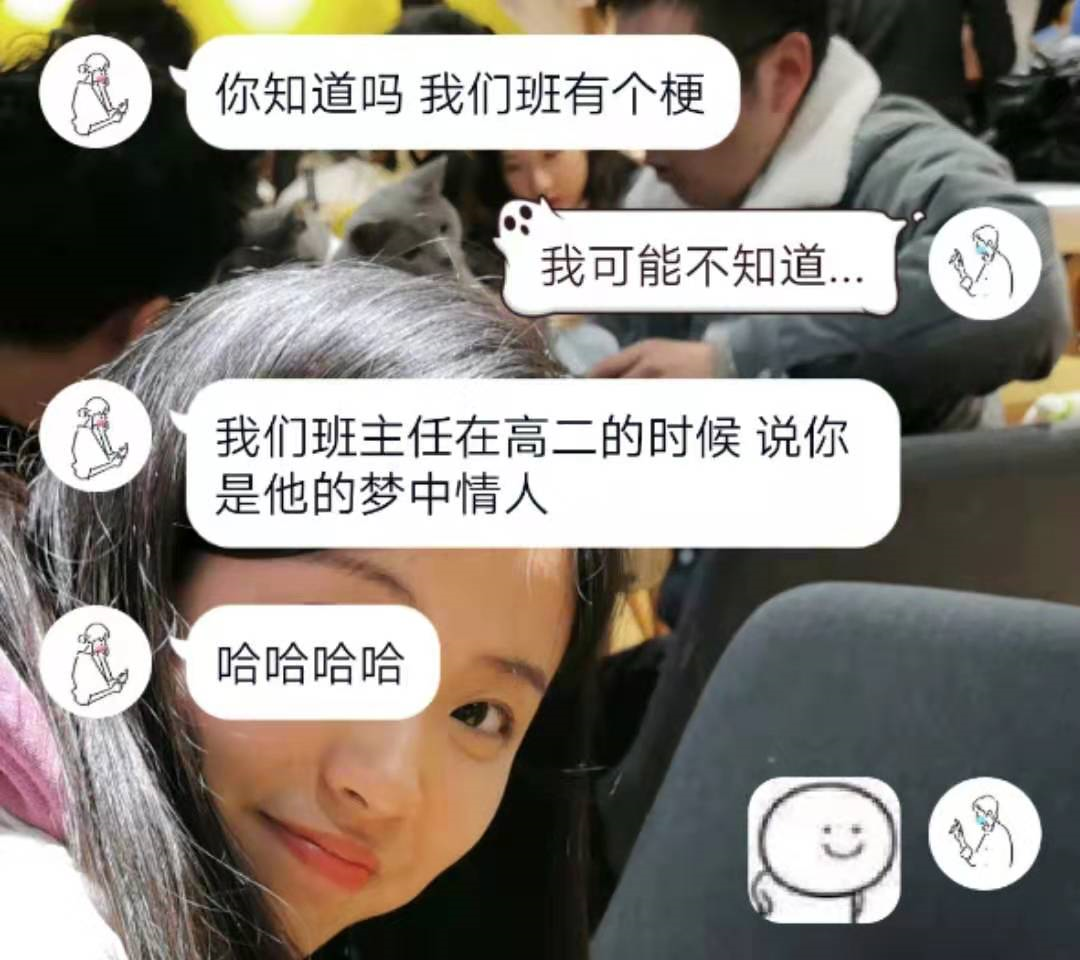 你知道吗 我们班有个梗
我可能不知道...
我们班主任在高二的时候 说你
是他的梦中情人
哈哈哈哈